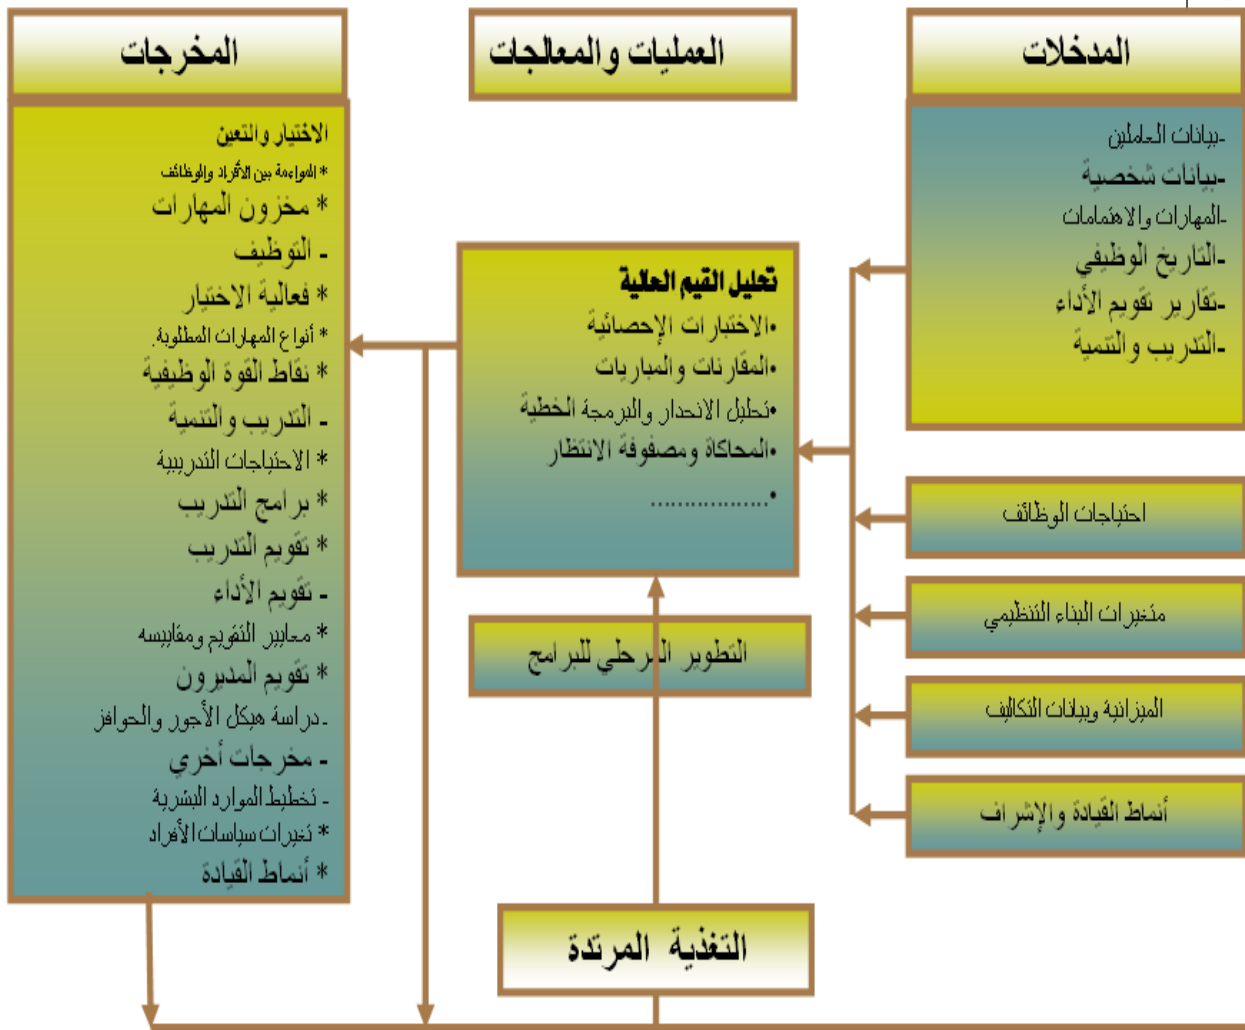 المدخلات
-بيانات العاملين
-بيانات شخصية
-المهارات والاهتمامات
-التاريخ الوظيفي
-تقارير تقويم الأداء
-التدريب والتنمية
احتياجات الوظائف
متغيرات البناء التنظيمي
الميزانية وبيانات التكاليف
أنماط القيادة والإشراف
العمليات والمعالجات
تحليل القيم الحالية
•الاختبارات الإحصائية
•المقارنات والمباريات
•تحليل الانحدار والبرمجة الخطية
•المحاكاة ومصفوفة الانتظار
•.................
التطوير المرحلي للبرامج
التغذية المرتدة
المخرجات
الاختيار والتعين
* المواءمة بين الأفراد والوظائف
* مخزون المهارات
- التوظيف
* فعالية الاختيار
* أنواع المهارات المطلوبة.
* نقاط القوة الوظيفية
- التدريب والتنمية
* الاحتياجات التدريبية
* برامج التدريب
* تقويم التدريب
- تقويم الأداء
* معايير التقويم ومقاييسه
* تقويم المديرون
- دراسة هيكل الأجور والحوافز
- مخرجات أخري
- تخطيط الموارد البشرية
* تغيرات سياسات الأفراد
* أنماط القيادة